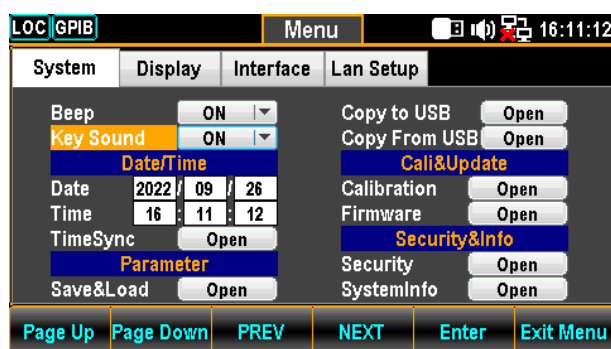 LOC GPIB Menu 16:11:12
System Display Interface Lan Setup
Beep ON Copy to USB Open
Key Sound ON Copy From USB Open
Date/Time Cali&Update
Date 2022 / 09 / 26 Calibration Open
Time 16 : 11 : 12 Firmware Open
TimeSync Open Security&Info
Parameter Security Open
Save&Load Open SystemInfo Open
Page Up Page Down PREV NEXT Enter Exit Menu